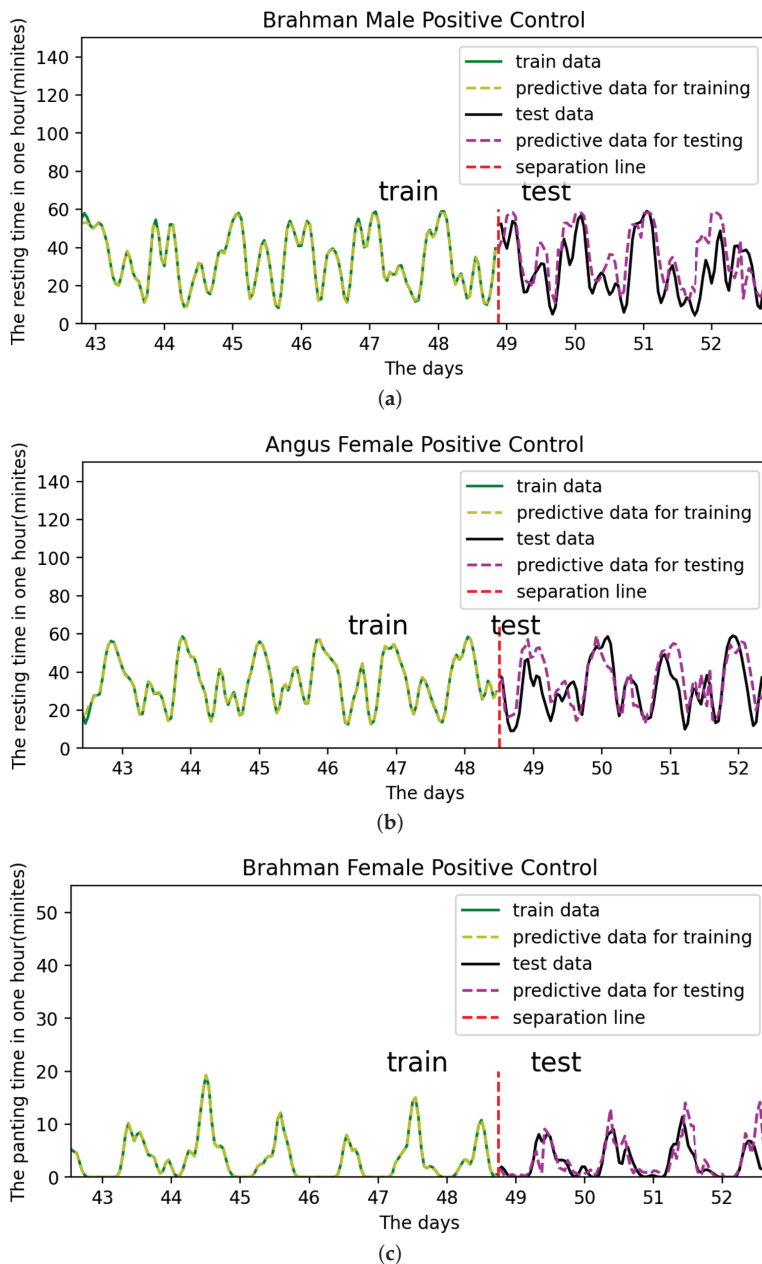 Brahman Male Positive Control
The resting time in one hour(minites)
140
120
100
80
60
40
20
0
train data
predictive data for training
test data
predictive data for testing
separation line
train test
43 44 45 46 47 48 49 50 51 52
The days
(a)
Angus Female Positive Control
The resting time in one hour(minites)
140
120
100
80
60
40
20
0
train data
predictive data for training
test data
predictive data for testing
separation line
train test
43 44 45 46 47 48 49 50 51 52
The days
(b)
Brahman Female Positive Control
The panting time in one hour(minites)
50
40
30
20
10
0
train data
predictive data for training
test data
predictive data for testing
separation line
train test
43 44 45 46 47 48 49 50 51 52
The days
(c)